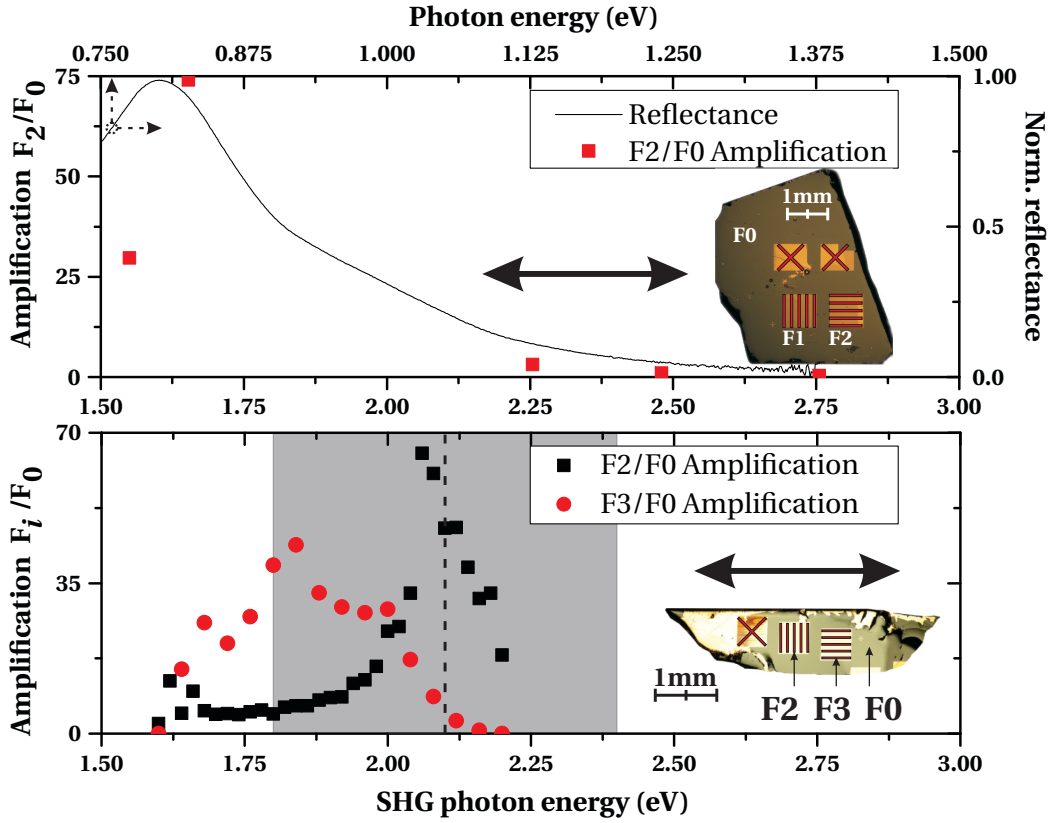 Photon energy (eV)
0.750 0.875 1.000 1.125 1.250 1.375 1.500
Amplification F2/F0
75
50
25
0
Reflectance
F2/F0 Amplification
1mm
F0
F1 F2
1.00
0.5
0.0
Norm. reflectance
1.50 1.75 2.00 2.25 2.50 2.75 3.00
Amplification Fi/F0
70
35
0
F2/F0 Amplification
F3/F0 Amplification
1mm
F2 F3 F0
1.50 1.75 2.00 2.25 2.50 2.75 3.00
SHG photon energy (eV)